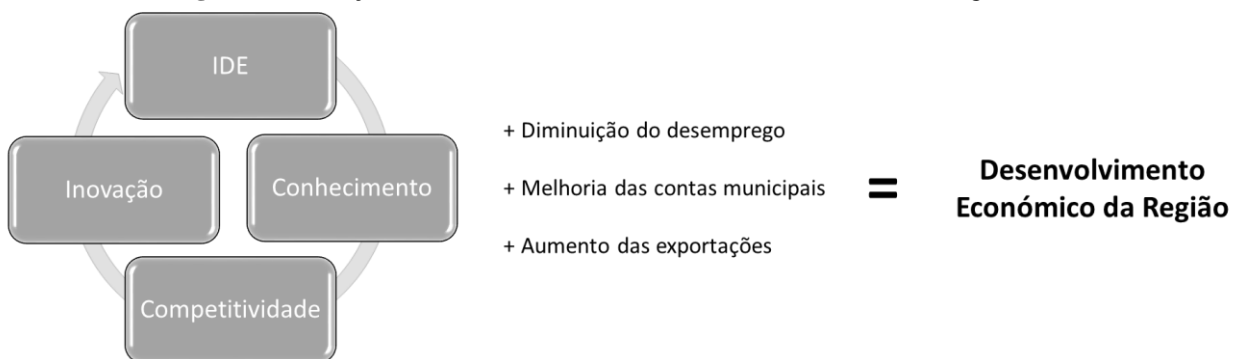 IDE
Conhecimento
Competitividade
Inovação
+ Diminuição do desemprego
+ Melhoria das contas municipais
+ Aumento das exportações
=
Desenvolvimento
Económico da Região